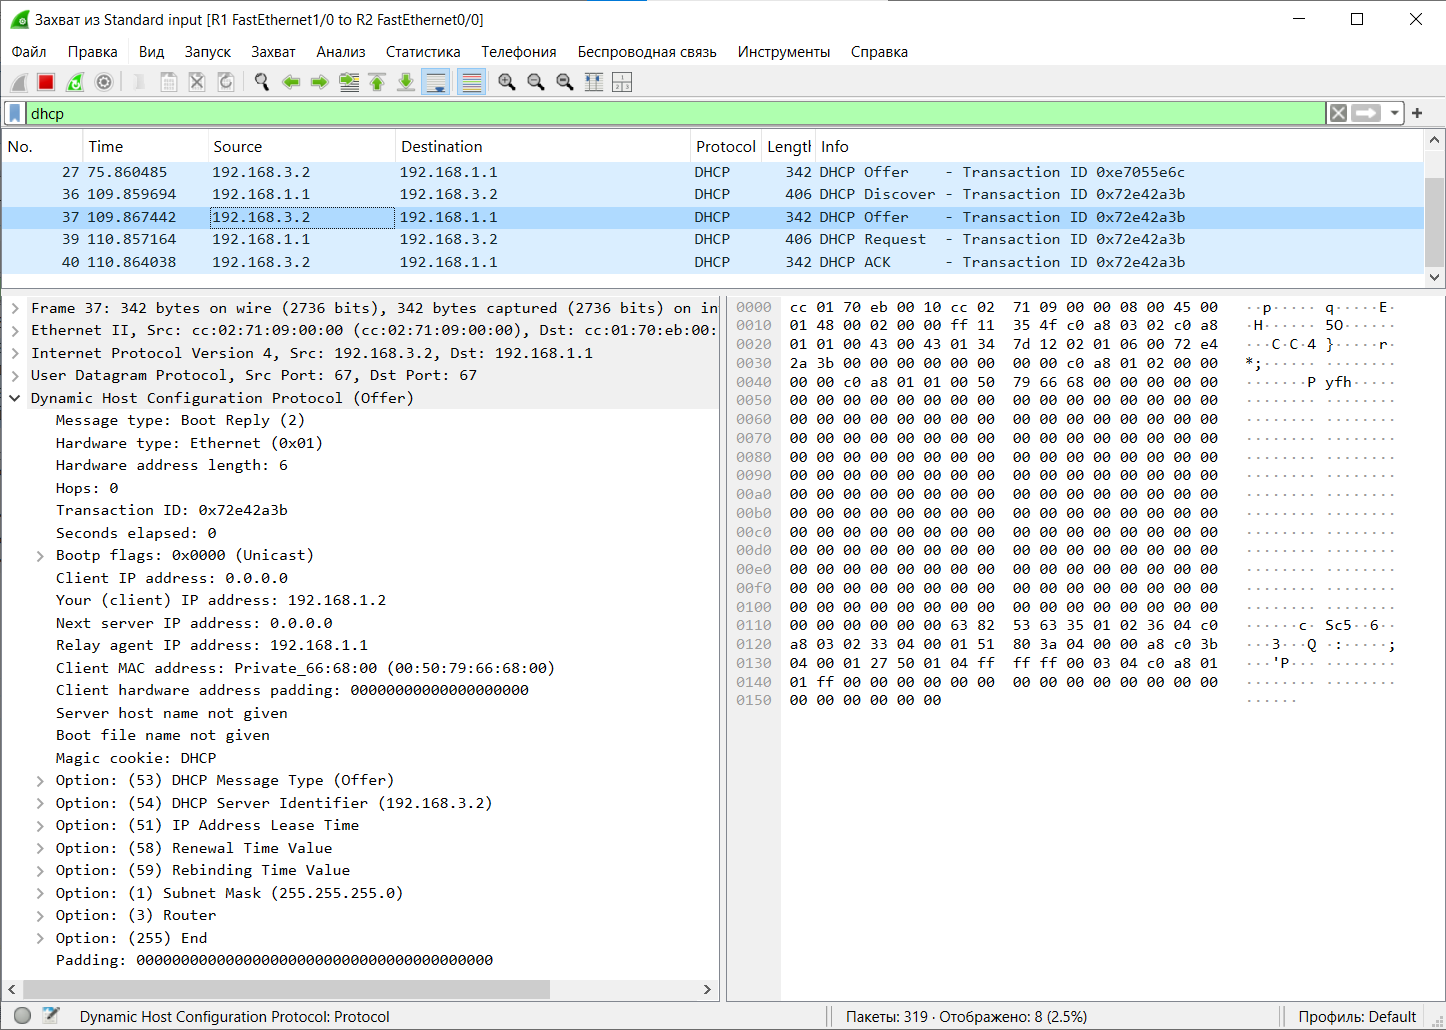 Захват из Standard input [R1 FastEthernet1/0 to R2 FastEthernet0/0]
Файл Правка Вид Запуск Захват Анализ Статистика Телефония Беспроводная связь Инструменты Справка
dhcp
No. Time Source Destination Protocol Lengtl Info
27 75.860485 192.168.3.2 192.168.1.1 DHCP 342 DHCP Offer - Transaction ID 0xe7055e6c
36 109.859694 192.168.1.1 192.168.3.2 DHCP 406 DHCP Discover - Transaction ID 0x72e42a3b
37 109.867442 192.168.3.2 192.168.1.1 DHCP 342 DHCP Offer - Transaction ID 0x72e42a3b
39 110.857164 192.168.1.1 192.168.3.2 DHCP 406 DHCP Request - Transaction ID 0x72e42a3b
40 110.864038 192.168.3.2 192.168.1.1 DHCP 342 DHCP ACK - Transaction ID 0x72e42a3b
Frame 37: 342 bytes on wire (2736 bits), 342 bytes captured (2736 bits) on in
Ethernet II, Src: cc:02:71:09:00:00 (cc:02:71:09:00:00), Dst: cc:01:70:eb:00:
Internet Protocol Version 4, Src: 192.168.3.2, Dst: 192.168.1.1
User Datagram Protocol, Src Port: 67, Dst Port: 67
Dynamic Host Configuration Protocol (Offer)
Message type: Boot Reply (2)
Hardware type: Ethernet (0x01)
Hardware address length: 6
Hops: 0
Transaction ID: 0x72e42a3b
Seconds elapsed: 0
Bootp flags: 0x0000 (Unicast)
Client IP address: 0.0.0.0
Your (client) IP address: 192.168.1.2
Next server IP address: 0.0.0.0
Relay agent IP address: 192.168.1.1
Client MAC address: Private_66:68:00 (00:50:79:66:68:00)
Client hardware address padding: 00000000000000000000
Server host name not given
Boot file name not given
Magic cookie: DHCP
Option: (53) DHCP Message Type (Offer)
Option: (54) DHCP Server Identifier (192.168.3.2)
Option: (51) IP Address Lease Time
Option: (58) Renewal Time Value
Option: (59) Rebinding Time Value
Option: (1) Subnet Mask (255.255.255.0)
Option: (3) Router
Option: (255) End
Padding: 0000000000000000000000000000000000000000
0000 cc 01 70 eb 00 10 cc 02 71 09 00 00 08 00 45 00 ··p····· q·····E·
0010 01 48 00 02 00 00 ff 11 35 4f c0 a8 03 02 c0 a8 ·H······ 5O······
0020 01 01 00 43 00 43 01 34 7d 12 02 01 06 00 72 e4 ···C·C·4 }·····r·
0030 2a 3b 00 00 00 00 00 00 00 00 c0 a8 01 02 00 00 *;······ ········
0040 00 00 c0 a8 01 01 00 50 79 66 68 00 00 00 00 00 ·······P yfh·····
0050 00 00 00 00 00 00 00 00 00 00 00 00 00 00 00 00 ········ ········
0060 00 00 00 00 00 00 00 00 00 00 00 00 00 00 00 00 ········ ········
0070 00 00 00 00 00 00 00 00 00 00 00 00 00 00 00 00 ········ ········
0080 00 00 00 00 00 00 00 00 00 00 00 00 00 00 00 00 ········ ········
0090 00 00 00 00 00 00 00 00 00 00 00 00 00 00 00 00 ········ ········
00a0 00 00 00 00 00 00 00 00 00 00 00 00 00 00 00 00 ········ ········
00b0 00 00 00 00 00 00 00 00 00 00 00 00 00 00 00 00 ········ ········
00c0 00 00 00 00 00 00 00 00 00 00 00 00 00 00 00 00 ········ ········
00d0 00 00 00 00 00 00 00 00 00 00 00 00 00 00 00 00 ········ ········
00e0 00 00 00 00 00 00 00 00 00 00 00 00 00 00 00 00 ········ ········
00f0 00 00 00 00 00 00 00 00 00 00 00 00 00 00 00 00 ········ ········
0100 00 00 00 00 00 00 00 00 00 00 00 00 00 00 00 00 ········ ········
0110 00 00 00 00 00 00 63 82 53 63 35 01 02 36 04 c0 ······c· Sc5··6··
0120 a8 03 02 33 04 00 01 51 80 3a 04 00 00 a8 c0 3b ···3···Q ·:·····;
0130 04 00 01 27 50 01 04 ff ff ff 00 03 04 c0 a8 01 ···'P··· ········
0140 01 ff 00 00 00 00 00 00 00 00 00 00 00 00 00 00 ········ ········
0150 00 00 00 00 00 00 ······
Dynamic Host Configuration Protocol: Protocol Пакеты: 319 · Отображено: 8 (2.5%) Профиль: Default